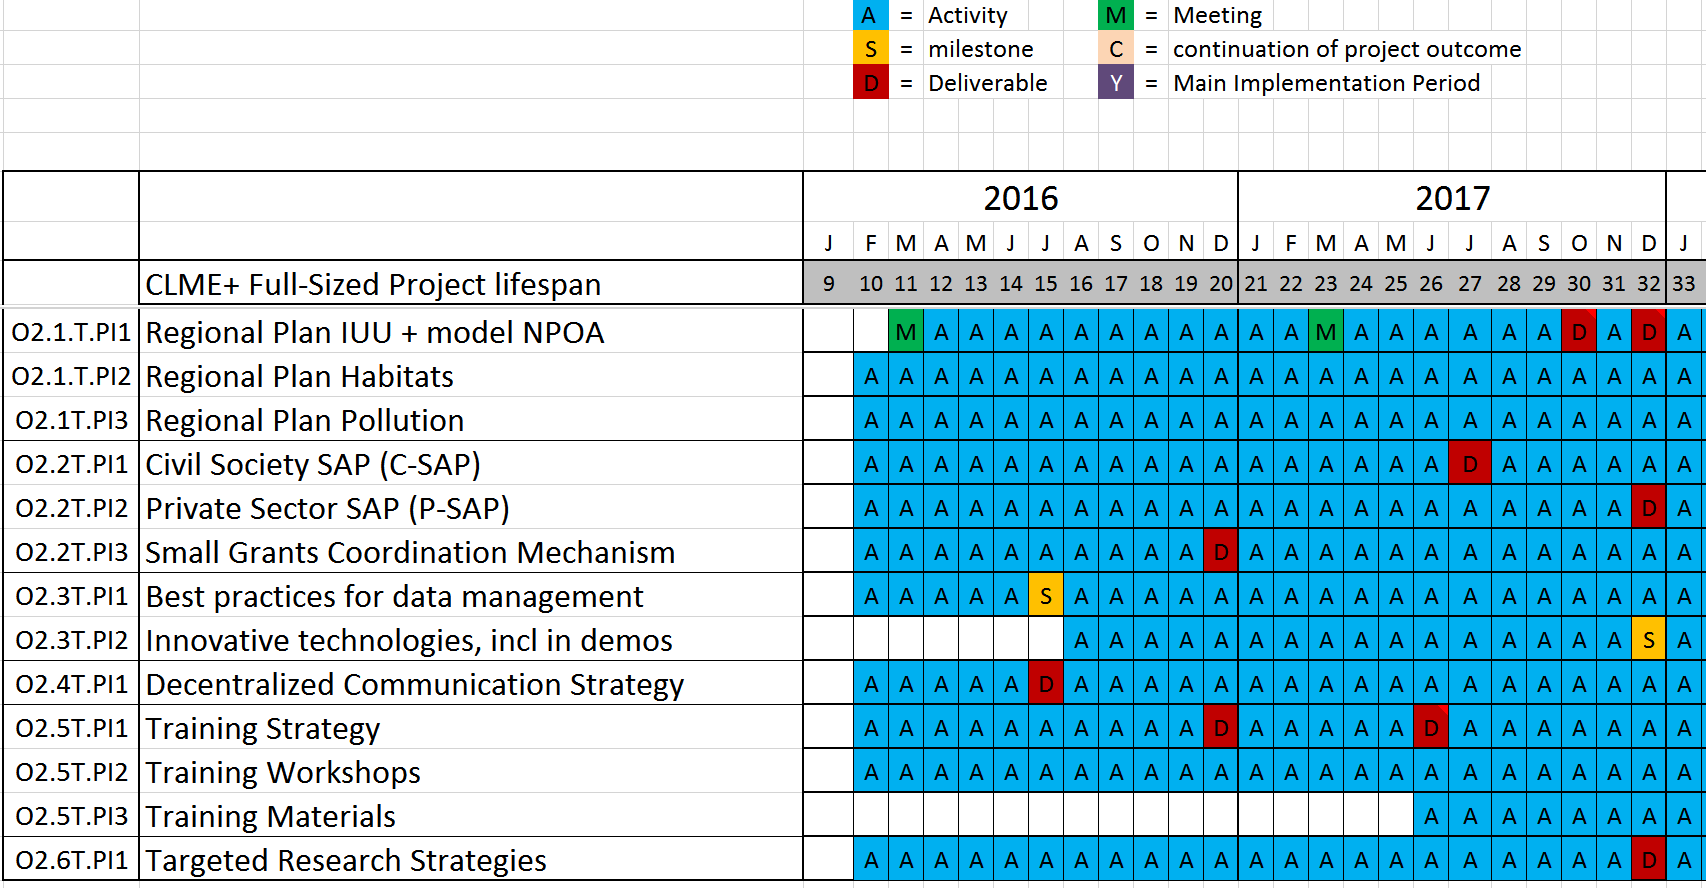 A = Activity M = Meeting
S = milestone C = continuation of project outcome
D = Deliverable Y = Main Implementation Period
2016 2017
J F M A M J J A S O N D J F M A M J J A S O N D J
CLME+ Full-Sized Project lifespan 9 10 11 12 13 14 15 16 17 18 19 20 21 22 23 24 25 26 27 28 29 30 31 32 33
O2.1.T.PI1 Regional Plan IUU + model NPOA M A A A A A A A A A A A M A A A A A A D A D A
O2.1.T.PI2 Regional Plan Habitats A A A A A A A A A A A A A A A A A A A A A A A A
O2.1T.PI3 Regional Plan Pollution A A A A A A A A A A A A A A A A A A A A A A A A
O2.2T.PI1 Civil Society SAP (C-SAP) A A A A A A A A A A A A A A A A A D A A A A A A
O2.2T.PI2 Private Sector SAP (P-SAP) A A A A A A A A A A A A A A A A A A A A A A D A
O2.2T.PI3 Small Grants Coordination Mechanism A A A A A A A A A A D A A A A A A A A A A A A A
O2.3T.PI1 Best practices for data management A A A A A S A A A A A A A A A A A A A A A A A A
O2.3T.PI2 Innovative technologies, incl in demos A A A A A A A A A A A A A A A A S A
O2.4T.PI1 Decentralized Communication Strategy A A A A A D A A A A A A A A A A A A A A A A A A
O2.5T.PI1 Training Strategy A A A A A A A A A A D A A A A A D A A A A A A A
O2.5T.PI2 Training Workshops A A A A A A A A A A A A A A A A A A A A A A A A
O2.5T.PI3 Training Materials A A A A A A A A
O2.6T.PI1 Targeted Research Strategies A A A A A A A A A A A A A A A A A A A A A A D A